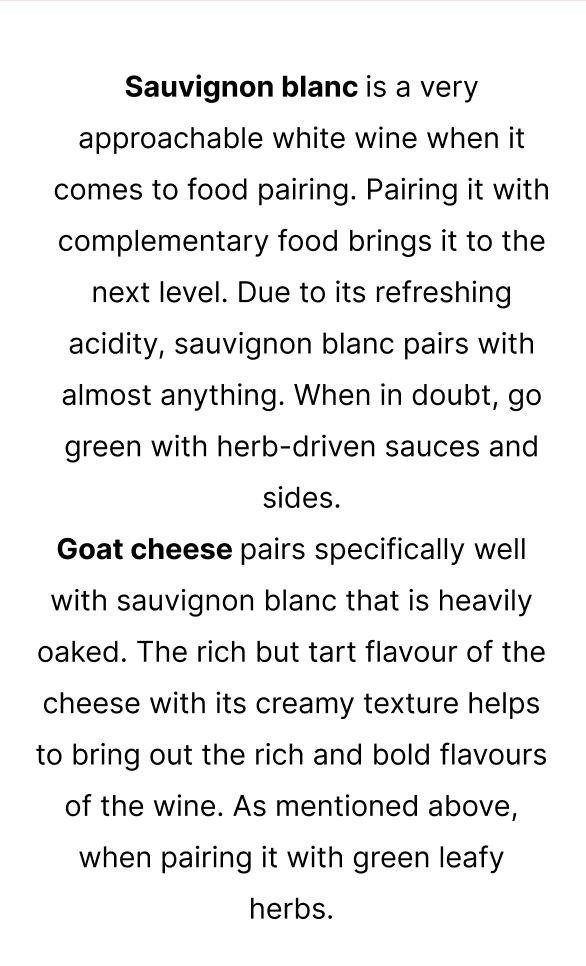 Sauvignon blanc is a very
approachable white wine when it
comes to food pairing. Pairing it with
complementary food brings it to the
next level. Due to its refreshing
acidity, sauvignon blanc pairs with
almost anything. When in doubt, go
green with herb-driven sauces and
sides.
Goat cheese pairs specifically well
with sauvignon blanc that is heavily
oaked. The rich but tart flavour of the
cheese with its creamy texture helps
to bring out the rich and bold flavours
of the wine. As mentioned above,
when pairing it with green leafy
herbs.